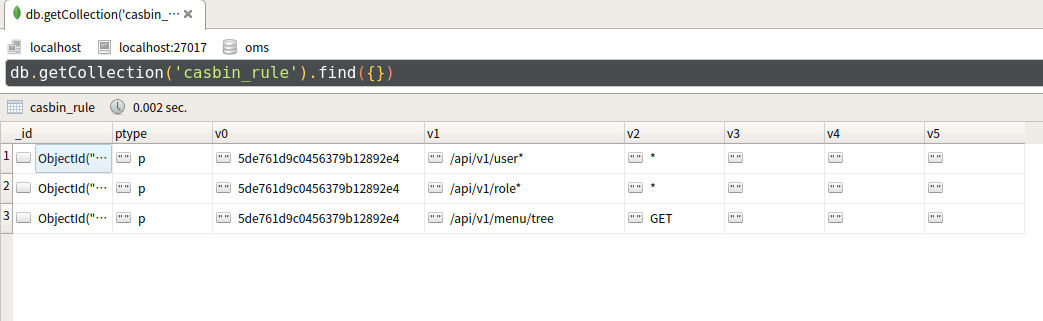 db.getCollection('casbin_··· ×
localhost localhost:27017 oms
db.getCollection('casbin_rule').find({})
casbin_rule 0.002 sec.
_id ptype v0 v1 v2 v3 v4 v5
1 ObjectId("··· "" p "" 5de761d9c0456379b12892e4 "" /api/v1/user* "" * "" "" ""
2 ObjectId("··· "" p "" 5de761d9c0456379b12892e4 "" /api/v1/role* "" * "" "" ""
3 ObjectId("··· "" p "" 5de761d9c0456379b12892e4 "" /api/v1/menu/tree "" GET "" "" ""